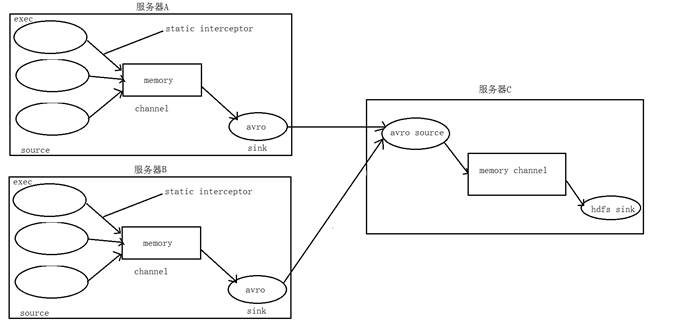 服务器A
exec
static interceptor
memory
channel
avro
source
sink
服务器B
exec
static interceptor
memory
channel
avro
source
sink
服务器C
avro source
memory channel
hdfs sink